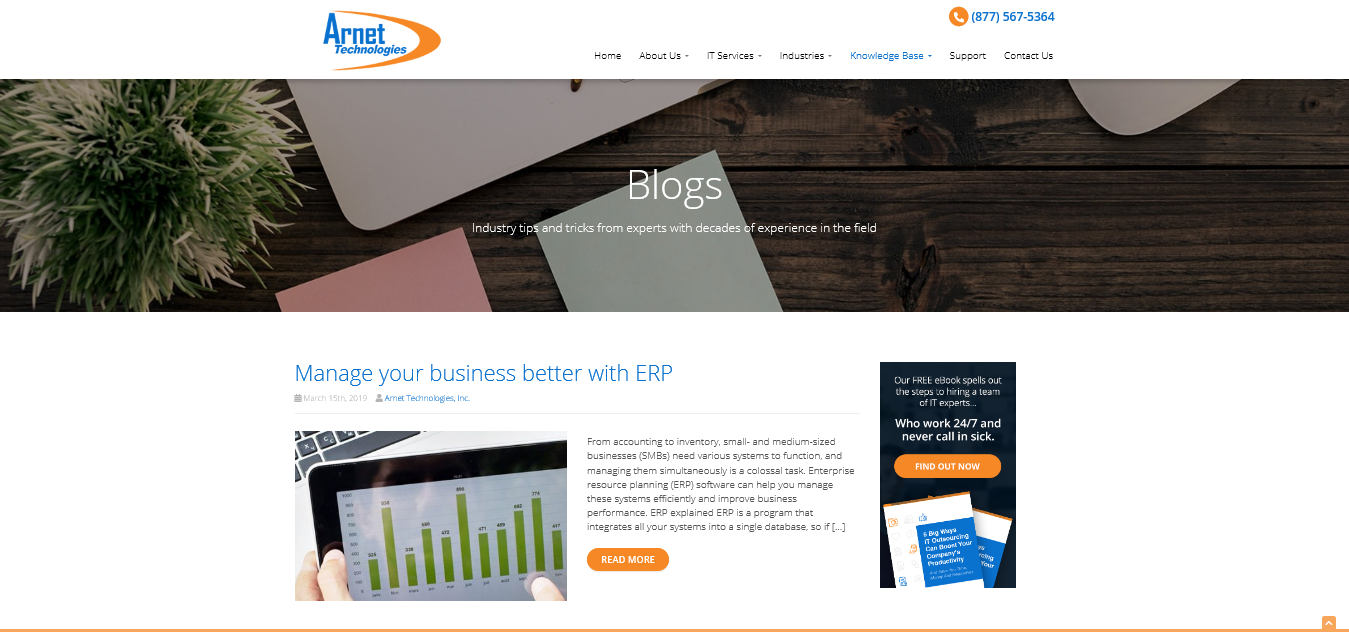 Arnet
Technologies
(877) 567-5364
Home About Us IT Services Industries Knowledge Base Support Contact Us
Blogs
Industry tips and tricks from experts with decades of experience in the field
Manage your business better with ERP
March 15th, 2019 Arnet Technologies, Inc.
From accounting to inventory, small- and medium-sized
businesses (SMBs) need various systems to function, and
managing them simultaneously is a colossal task. Enterprise
resource planning (ERP) software can help you manage
these systems efficiently and improve business
performance. ERP explained ERP is a program that
integrates all your systems into a single database, so if [...]
READ MORE
Our FREE eBook spells out
the steps to hiring a team
of IT experts...
Who work 24/7 and
never call in sick.
FIND OUT NOW
5 Big Ways
IT Outsourcing
Can Boost Your
Company's
Productivity